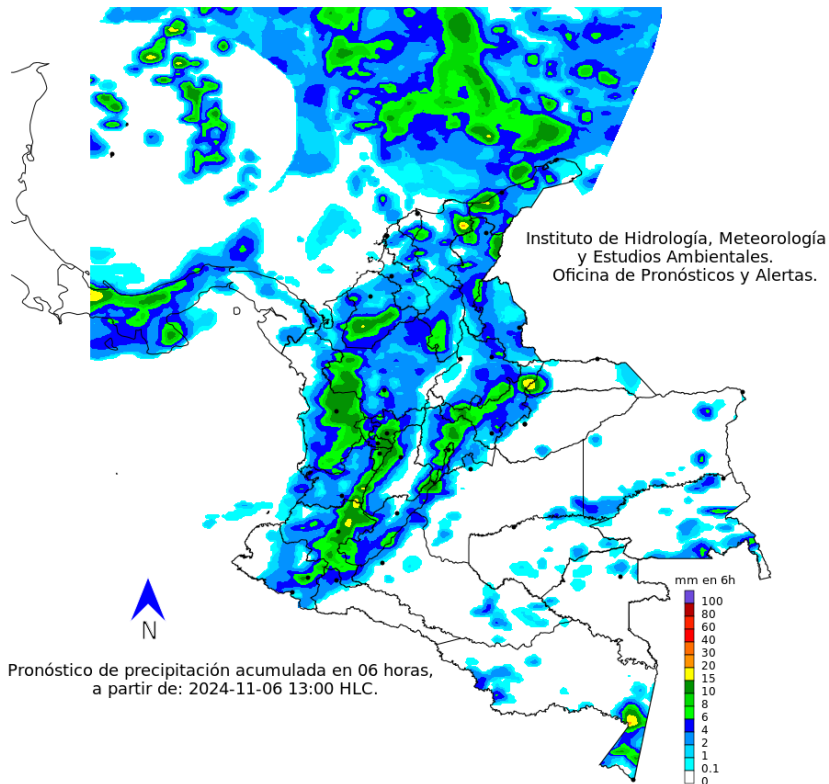 Instituto de Hidrología, Meteorología
y Estudios Ambientales.
Oficina de Pronósticos y Alertas.
N
mm en 6h
100
80
60
40
30
20
15
10
8
6
4
2
1
0.1
0
Pronóstico de precipitación acumulada en 06 horas,
a partir de: 2024-11-06 13:00 HLC.